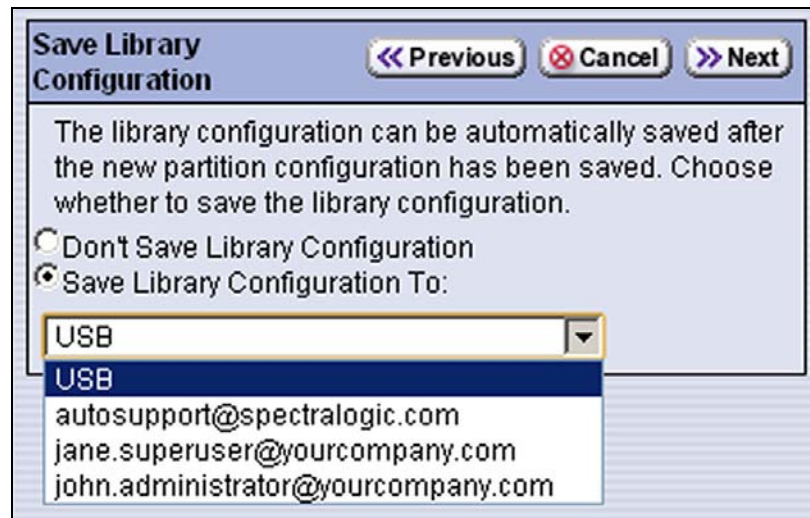 Save Library
Configuration
Previous
Cancel
Next
The library configuration can be automatically saved after
the new partition configuration has been saved. Choose
whether to save the library configuration.
Don't Save Library Configuration
Save Library Configuration To:
USB
USB
autosupport@spectralogic.com
jane.superuser@yourcompany.com
john.administrator@yourcompany.com